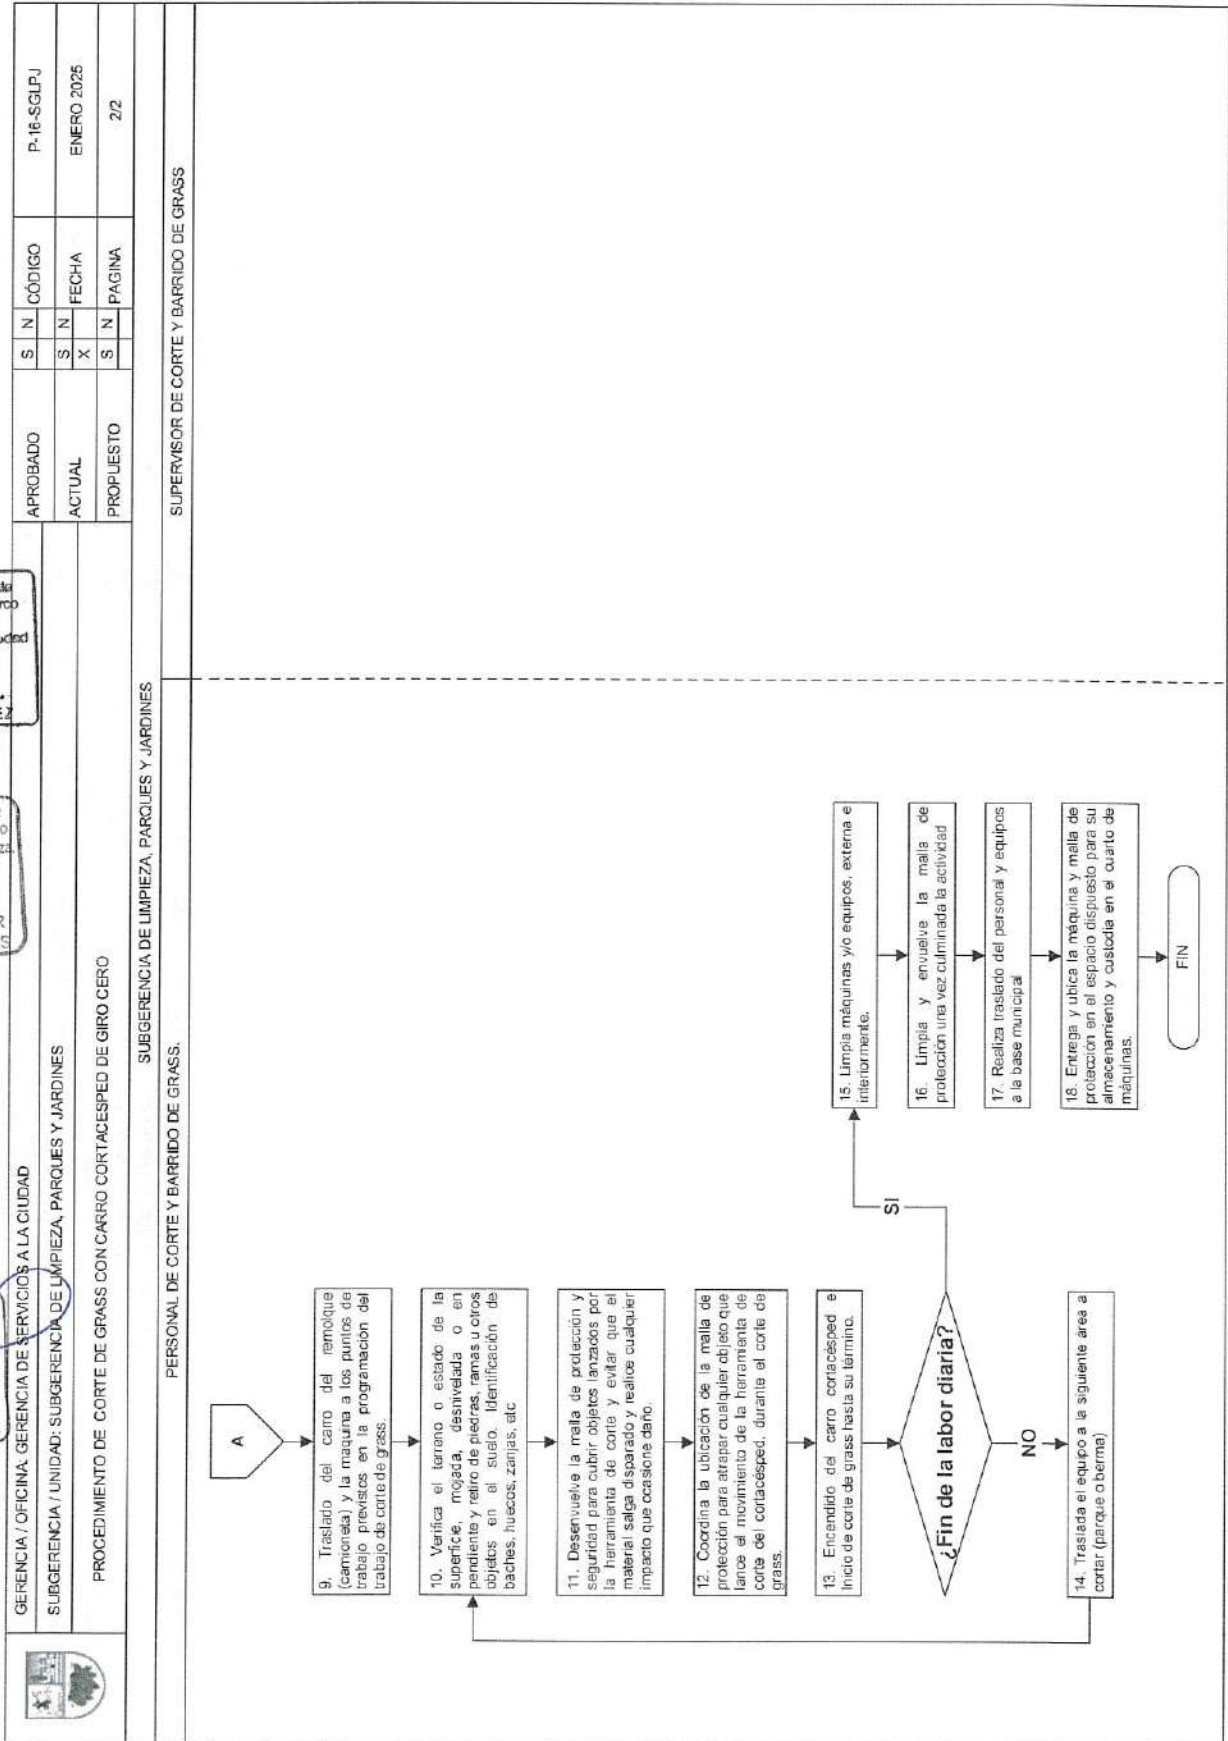 GERENCIA / OFICINA: GERENCIA DE SERVICIOS A LA CIUDAD
APROBADO
S N
CÓDIGO
P-16-SGLPJ
SUBGERENCIA / UNIDAD: SUBGERENCIA DE LIMPIEZA, PARQUES Y JARDINES
ACTUAL
S N
X
FECHA
ENERO 2025
PROCEDIMIENTO DE CORTE DE GRASS CON CARRO CORTACESPED DE GIRO CERO
PROPUESTO
S N
PAGINA
2/2
SUBGERENCIA DE LIMPIEZA, PARQUES Y JARDINES
PERSONAL DE CORTE Y BARRIDO DE GRASS.
SUPERVISOR DE CORTE Y BARRIDO DE GRASS
A
9. Traslado del carro del remolque
(camioneta) y la maquina a los puntos de
trabajo previstos en la programación del
trabajo de corte de grass.
10. Verifica el terreno o estado de la
superficie, mojada, desnivelada o en
pendiente y retiro de piedras, ramas u otros
objetos en el suelo. Identificación de
baches, huecos, zanjas, etc
11. Desenvuelve la malla de protección y
seguridad para cubrir objetos lanzados por
la herramienta de corte y evitar que el
material salga disparado y realice cualquier
impacto que ocasione daño.
12. Coordina la ubicación de la malla de
protección para atrapar cualquier objeto que
lance el movimiento de la herramienta de
corte del cortacésped, durante el corte de
grass.
13. Encendido del carro cortacésped e
Inicio de corte de grass hasta su término.
¿Fin de la labor diaria?
SI
NO
14. Traslada el equipo a la siguiente área a
cortar (parque o berma)
15. Limpia máquinas y/o equipos, externa e
interiormente.
16. Limpia y envuelve la malla de
protección una vez culminada la actividad
17. Realiza traslado del personal y equipos
a la base municipal
18. Entrega y ubica la máquina y malla de
protección en el espacio dispuesto para su
almacenamiento y custodia en el cuarto de
máquinas.
FIN